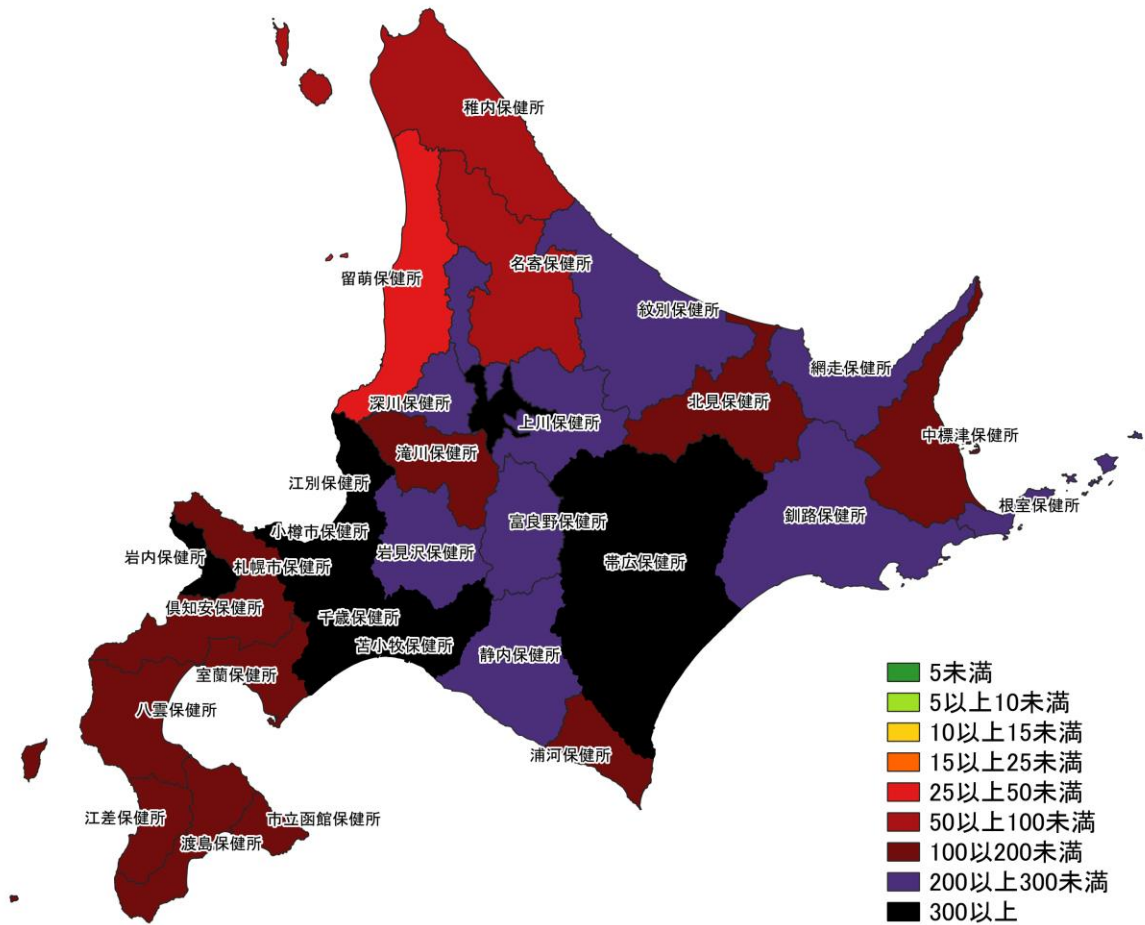 稚内保健所
名寄保健所
留萌保健所
紋別保健所
網走保健所
深川保健所
北見保健所
上川保健所
中標津保健所
滝川保健所
江別保健所
根室保健所
釧路保健所
富良野保健所
小樽市保健所
岩見沢保健所
岩内保健所
帯広保健所
札幌市保健所
倶知安保健所
千歳保健所
苫小牧保健所
静内保健所
室蘭保健所
八雲保健所
浦河保健所
江差保健所
市立函館保健所
渡島保健所
5未満
5以上10未満
10以上15未満
15以上25未満
25以上50未満
50以上100未満
100以200未満
200以上300未満
300以上